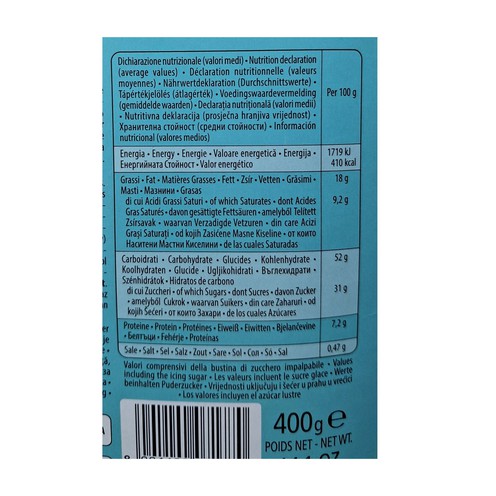 Dichiarazione nutrizionale (valori medi) • Nutrition declaration
(average values) • Déclaration nutritionnelle (valeurs
moyennes) • Nährwertdeklaration (Durchschnittswerte) •
Tápértékjelölés (átlagérték) • Voedingswaardevermelding
(gemiddelde waarden) • Declarația nutrițională (valori medii)
• Nutritivna deklaracija (prosječna hranjiva vrijednost) •
Хранителна стойност (средни стойности) • Información
nutricional (valores medios)
Per 100 g
Energia • Energy • Energie • Valoare energetică • Energija •
Енергийната Стойност • Valor energético
1719 kJ
410 kcal
Grassi • Fat • Matières Grasses • Fett • Zsír • Vetten • Grăsimi •
Masti • Мазнини • Grasas
18 g
di cui Acidi Grassi Saturi • of which Saturates • dont Acides
Gras Saturés • davon gesättigte Fettsäuren • amelyből Telített
Zsírsavak • waarvan Verzadigde Vetzuren • din care Acizi
Grași Saturați • od kojih Zasićene Masne Kiseline • от които
Наситени Мастни Киселини • de las cuales Saturadas
9,2 g
Carboidrati • Carbohydrate • Glucides • Kohlenhydrate •
Koolhydraten • Glucide • Ugljikohidrati • Въглехидрати •
Szénhidrátok • Hidratos de carbono
52 g
di cui Zuccheri • of which Sugars • dont Sucres • davon Zucker
• amelyből Cukrok • waarvan Suikers • din care Zaharuri • od
kojih Šećeri • от които Захари • de los cuales Azúcares
31 g
Proteine • Protein • Protéines • Eiweiß • Eiwitten • Bjelančevine
• Белтъци • Fehérje • Proteínas
7,2 g
Sale • Salt • Sel • Salz • Zout • Sare • Sol • Сол • Só • Sal
0,47 g
Valori comprensivi della bustina di zucchero impalpabile • Values
including the icing sugar • Les valeurs incluent le sucre glace • Werte
beinhalten Puderzucker • Vrijednosti uključuju i šećer u prahu u vrećici
• Los valores incluyen el azúcar lustre
400g e
POIDS NET - NET WT.